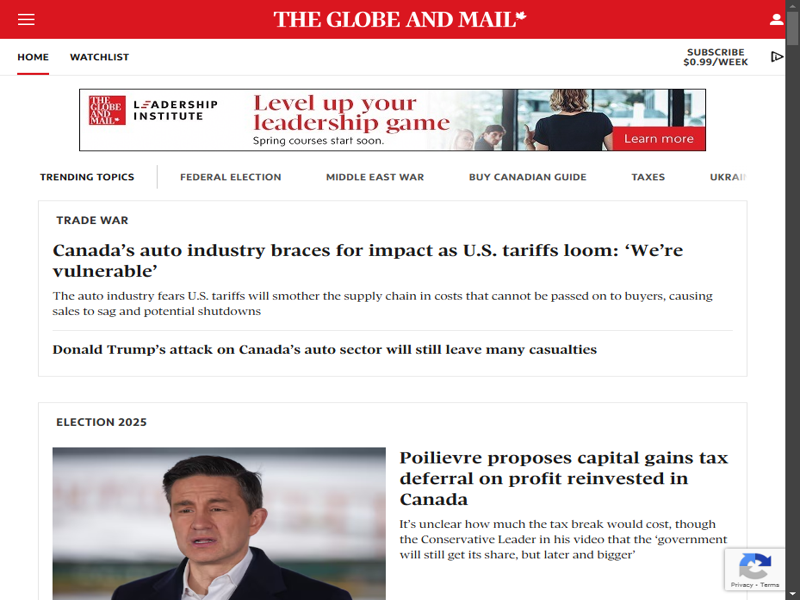 THE GLOBE AND MAIL
HOME
WATCHLIST
SUBSCRIBE
$0.99/WEEK
THE
GLOBE
AND
MAIL
LEADERSHIP
INSTITUTE
Level up your
leadership game
Spring courses start soon.
Learn more
TRENDING TOPICS
FEDERAL ELECTION
MIDDLE EAST WAR
BUY CANADIAN GUIDE
TAXES
UKRAI
TRADE WAR
Canada’s auto industry braces for impact as U.S. tariffs loom: ‘We’re
vulnerable’
The auto industry fears U.S. tariffs will smother the supply chain in costs that cannot be passed on to buyers, causing
sales to sag and potential shutdowns
Donald Trump’s attack on Canada’s auto sector will still leave many casualties
ELECTION 2025
Poilievre proposes capital gains tax
deferral on profit reinvested in
Canada
It’s unclear how much the tax break would cost, though
the Conservative Leader in his video that the ‘government
will still get its share, but later and bigger’
Privacy • Terms